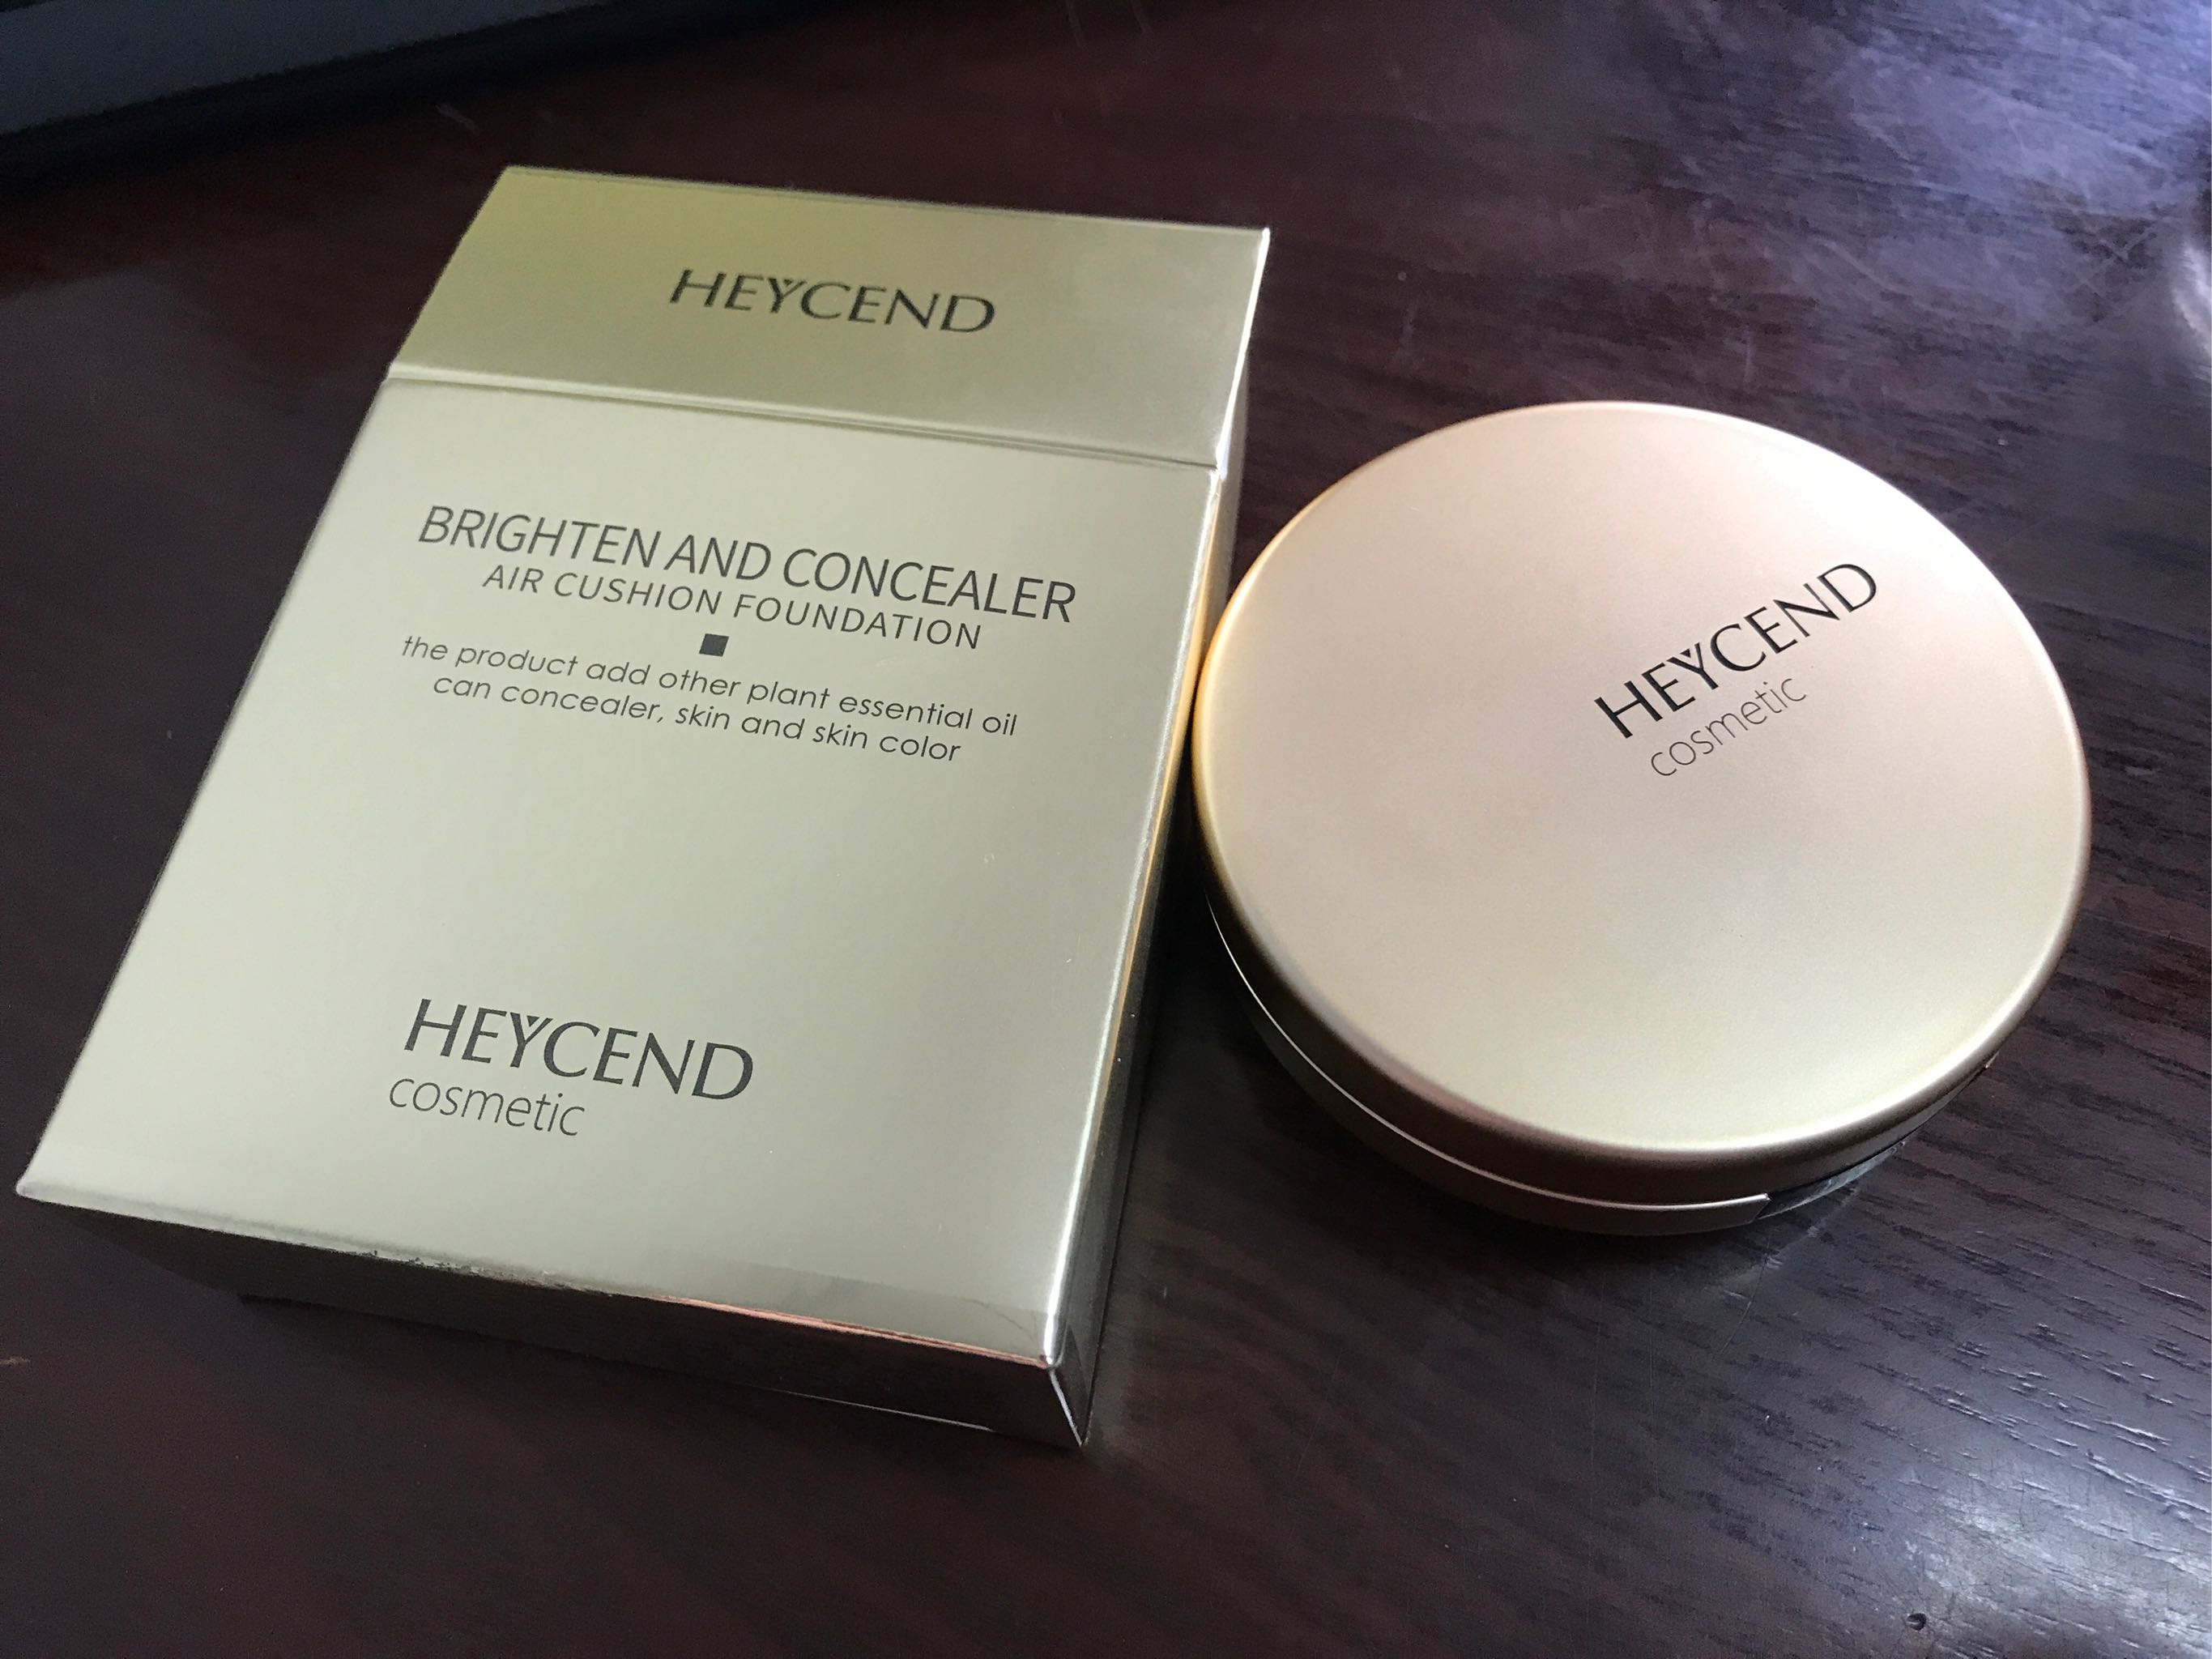 HEYCEND
BRIGHTEN AND CONCEALER
AIR CUSHION FOUNDATION
the product add other plant essential oil
can concealer, skin and skin color
HEYCEND
cosmetic
HEYCEND
cosmetic